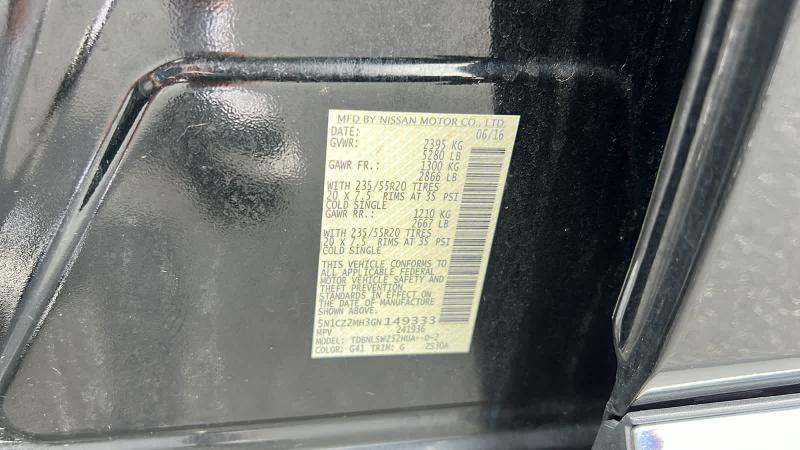 MFD BY NISSAN MOTOR CO., LTD.
DATE: 06/16
GVWR: 2395 KG
5280 LB
GAWR FR.: 1300 KG
2866 LB
WITH 235/55R20 TIRES
20 X 7.5 RIMS AT 35 PSI
COLD SINGLE
GAWR RR.: 1210 KG
2667 LB
WITH 235/55R20 TIRES
20 X 7.5 RIMS AT 35 PSI
COLD SINGLE
THIS VEHICLE CONFORMS TO
ALL APPLICABLE FEDERAL
MOTOR VEHICLE SAFETY AND
THEFT PREVENTION
STANDARDS IN EFFECT ON
THE DATE OF MANUFACTURE
SHOWN ABOVE.
5N1CZ2MH3GN149333
MPV 241936
MODEL: TDBNLSWZ52HUA--D-2
COLOR: G41 TRIM: G ZS30A